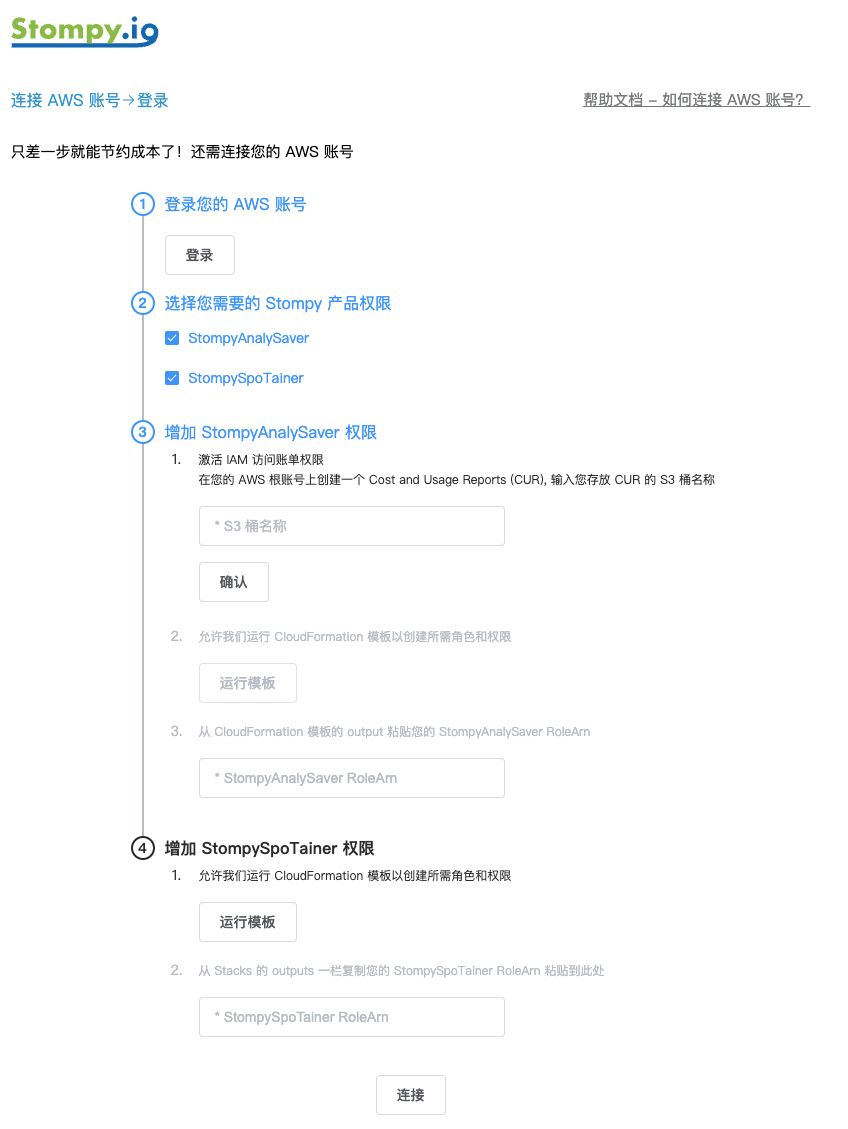 Stompy.io
连接 AWS 账号→登录
帮助文档 – 如何连接 AWS 账号？
只差一步就能节约成本了！还需连接您的 AWS 账号
1 登录您的 AWS 账号
登录
2 选择您需要的 Stompy 产品权限
StompyAnalySaver
StompySpoTainer
3 增加 StompyAnalySaver 权限
1. 激活 IAM 访问账单权限
在您的 AWS 根账号上创建一个 Cost and Usage Reports (CUR), 输入您存放 CUR 的 S3 桶名称
* S3 桶名称
确认
2. 允许我们运行 CloudFormation 模板以创建所需角色和权限
运行模板
3. 从 CloudFormation 模板的 output 粘贴您的 StompyAnalySaver RoleArn
* StompyAnalySaver RoleArn
4 增加 StompySpoTainer 权限
1. 允许我们运行 CloudFormation 模板以创建所需角色和权限
运行模板
2. 从 Stacks 的 outputs 一栏复制您的 StompySpoTainer RoleArn 粘贴到此处
* StompySpoTainer RoleArn
连接